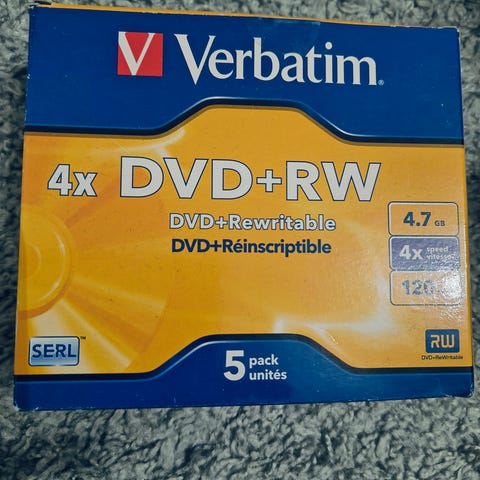 V Verbatim.
4x DVD+RW
DVD+Rewritable
DVD+Réinscriptible
4.7 GB
4x speed
vitesse
120
SERL™
5 pack
unités
RW
DVD+ReWritable